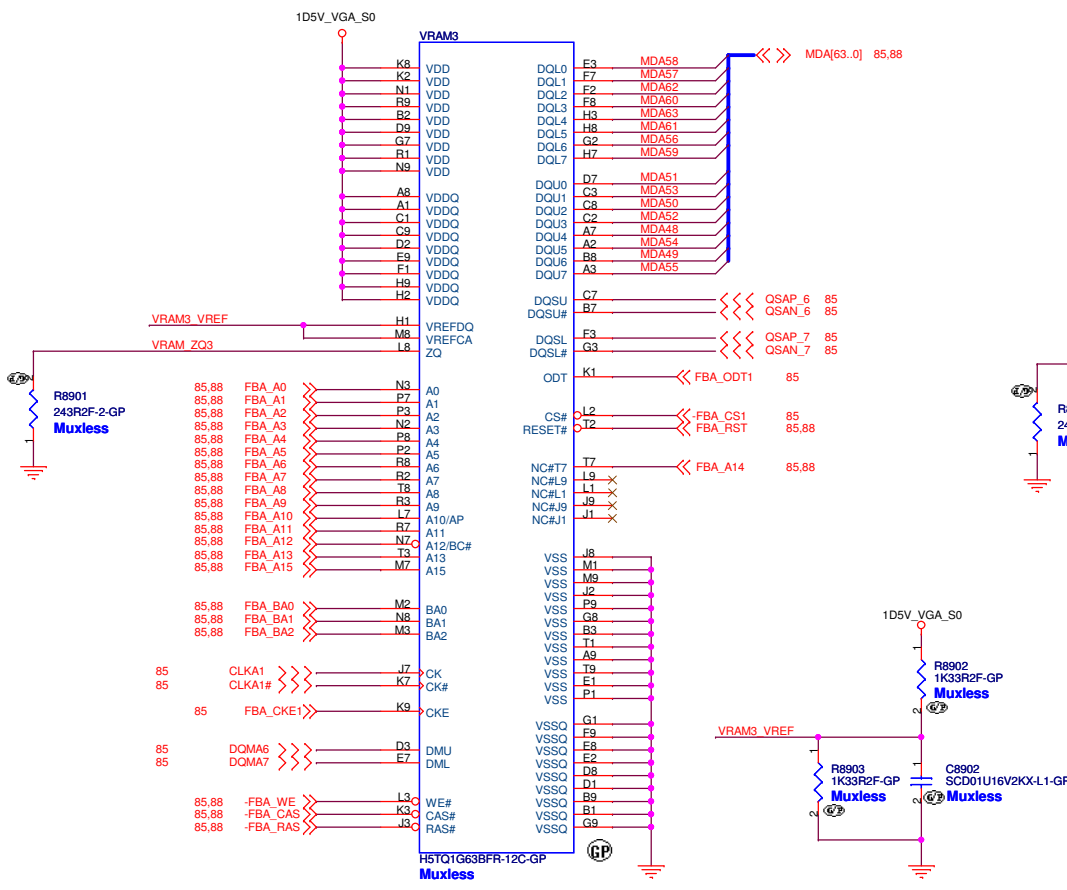 1D5V_VGA_S0
VRAM3
K8 VDD
K2 VDD
N1 VDD
R9 VDD
B2 VDD
D9 VDD
G7 VDD
R1 VDD
N9 VDD
A8 VDDQ
A1 VDDQ
C1 VDDQ
C9 VDDQ
D2 VDDQ
E9 VDDQ
F1 VDDQ
H9 VDDQ
H2 VDDQ
VRAM3_VREF H1 VREFDQ
M8 VREFCA
VRAM_ZQ3 L8 ZQ
2
R8901
243R2F-2-GP
Muxless
1
85,88 FBA_A0 N3 A0
85,88 FBA_A1 P7 A1
85,88 FBA_A2 P3 A2
85,88 FBA_A3 N2 A3
85,88 FBA_A4 P8 A4
85,88 FBA_A5 P2 A5
85,88 FBA_A6 R8 A6
85,88 FBA_A7 R2 A7
85,88 FBA_A8 T8 A8
85,88 FBA_A9 R3 A9
85,88 FBA_A10 L7 A10/AP
85,88 FBA_A11 R7 A11
85,88 FBA_A12 N7 A12/BC#
85,88 FBA_A13 T3 A13
85,88 FBA_A15 M7 A15
85,88 FBA_BA0 M2 BA0
85,88 FBA_BA1 N8 BA1
85,88 FBA_BA2 M3 BA2
85 CLKA1 J7 CK
85 CLKA1# K7 CK#
85 FBA_CKE1 K9 CKE
85 DQMA6 D3 DMU
85 DQMA7 E7 DML
85,88 -FBA_WE L3 WE#
85,88 -FBA_CAS K3 CAS#
85,88 -FBA_RAS J3 RAS#
H5TQ1G63BFR-12C-GP
Muxless
GP
DQL0 E3 MDA58
DQL1 F7 MDA57
DQL2 F2 MDA62
DQL3 F8 MDA60
DQL4 H3 MDA63
DQL5 H8 MDA61
DQL6 G2 MDA56
DQL7 H7 MDA59
MDA[63..0] 85,88
DQU0 D7 MDA51
DQU1 C3 MDA53
DQU2 C8 MDA50
DQU3 C2 MDA52
DQU4 A7 MDA48
DQU5 A2 MDA54
DQU6 B8 MDA49
DQU7 A3 MDA55
DQSU C7 QSAP_6 85
DQSU# B7 QSAN_6 85
DQSL F3 QSAP_7 85
DQSL# G3 QSAN_7 85
ODT K1 FBA_ODT1 85
CS# L2 -FBA_CS1 85
RESET# T2 FBA_RST 85,88
NC#T7 T7 FBA_A14 85,88
NC#L9 L9
NC#L1 L1
NC#J9 J9
NC#J1 J1
VSS J8
VSS M1
VSS M9
VSS J2
VSS P9
VSS G8
VSS B3
VSS T1
VSS A9
VSS T9
VSS E1
VSS P1
VSSQ G1
VSSQ F9
VSSQ E8
VSSQ E2
VSSQ D8
VSSQ D1
VSSQ B9
VSSQ B1
VSSQ G9
1
1D5V_VGA_S0
1
R8902
1K33R2F-GP
Muxless
2
VRAM3_VREF
1
R8903
1K33R2F-GP
Muxless
2
1
C8902
SCD01U16V2KX-L1-GP
Muxless
2